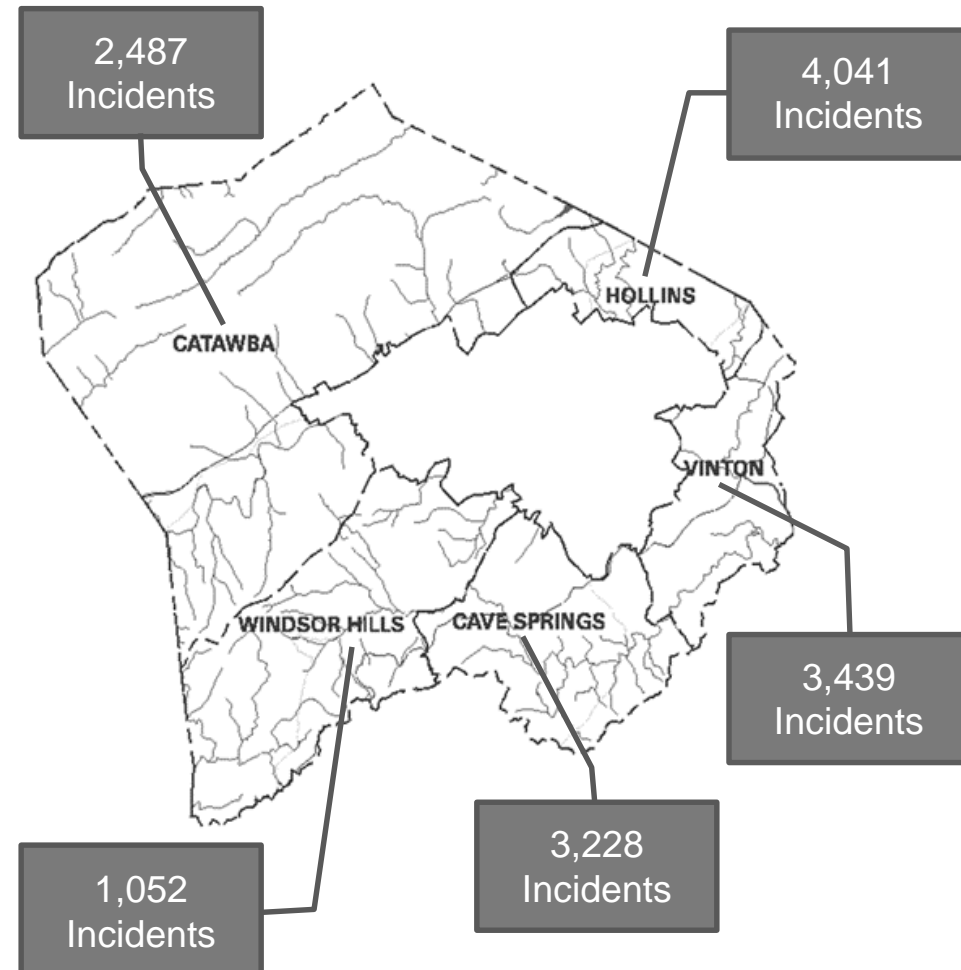 2,487
Incidents
4,041
Incidents
HOLLINS
CATAWBA
VINTON
WINDSOR HILLS
CAVE SPRINGS
3,439
Incidents
3,228
Incidents
1,052
Incidents